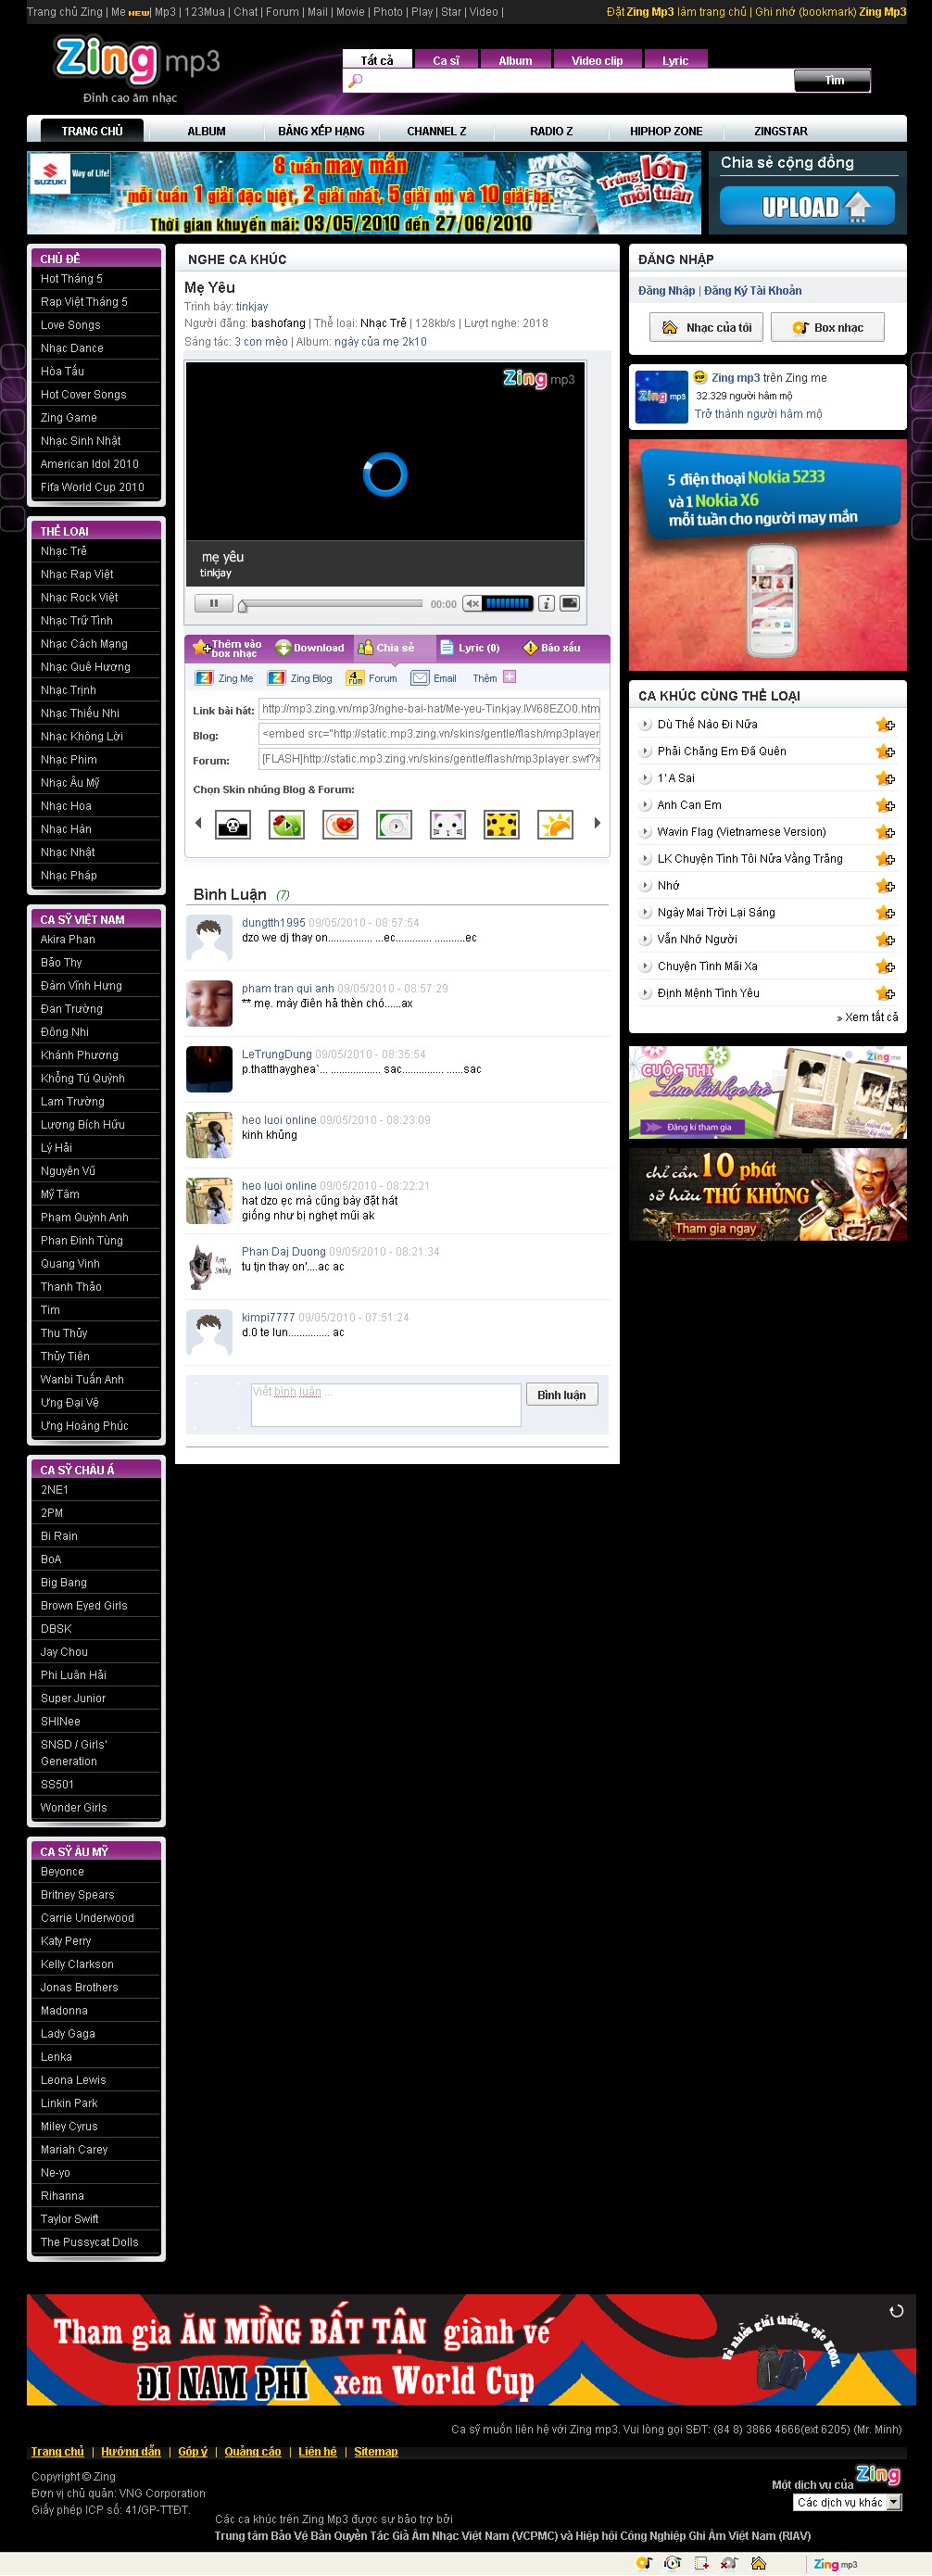 Trang chủ Zing | Me NEW | Mp3 | 123Mua | Chat | Forum | Mail | Movie | Photo | Play | Star | Video |
Đặt Zing Mp3 làm trang chủ | Ghi nhớ (bookmark) Zing Mp3
Zing mp3
Đỉnh cao âm nhạc
Tất cả Ca sĩ Album Video clip Lyric
Tìm
TRANG CHỦ ALBUM BẢNG XẾP HẠNG CHANNEL Z RADIO Z HIPHOP ZONE ZINGSTAR
SUZUKI Way of Life!
8 tuần may mắn
mỗi tuần 1 giải đặc biệt, 2 giải nhất, 5 giải nhì và 10 giải ba.
Thời gian khuyến mãi: 03/05/2010 đến 27/06/2010
WIN BIG EVERY WEEK
Trúng lớn mỗi tuần
Chia sẻ cộng đồng
UPLOAD
CHỦ ĐỀ
Hot Tháng 5
Rap Việt Tháng 5
Love Songs
Nhạc Dance
Hòa Tấu
Hot Cover Songs
Zing Game
Nhạc Sinh Nhật
American Idol 2010
Fifa World Cup 2010
THỂ LOẠI
Nhạc Trẻ
Nhạc Rap Việt
Nhạc Rock Việt
Nhạc Trữ Tình
Nhạc Cách Mạng
Nhạc Quê Hương
Nhạc Trịnh
Nhạc Thiếu Nhi
Nhạc Không Lời
Nhạc Phim
Nhạc Âu Mỹ
Nhạc Hoa
Nhạc Hàn
Nhạc Nhật
Nhạc Pháp
CA SỸ VIỆT NAM
Akira Phan
Bảo Thy
Đàm Vĩnh Hưng
Đan Trường
Đông Nhi
Khánh Phương
Khổng Tú Quỳnh
Lam Trường
Lương Bích Hữu
Lý Hải
Nguyên Vũ
Mỹ Tâm
Phạm Quỳnh Anh
Phan Đinh Tùng
Quang Vinh
Thanh Thảo
Tim
Thu Thủy
Thủy Tiên
Wanbi Tuấn Anh
Ưng Đại Vệ
Ưng Hoàng Phúc
CA SỸ CHÂU Á
2NE1
2PM
Bi Rain
BoA
Big Bang
Brown Eyed Girls
DBSK
Jay Chou
Phi Luân Hải
Super Junior
SHINee
SNSD / Girls'
Generation
SS501
Wonder Girls
CA SỸ ÂU MỸ
Beyonce
Britney Spears
Carrie Underwood
Katy Perry
Kelly Clarkson
Jonas Brothers
Madonna
Lady Gaga
Lenka
Leona Lewis
Linkin Park
Miley Cyrus
Mariah Carey
Ne-yo
Rihanna
Taylor Swift
The Pussycat Dolls
NGHE CA KHÚC
Mẹ Yêu
Trình bày: tinkjay
Người đăng: bashofang | Thể loại: Nhạc Trẻ | 128kb/s | Lượt nghe: 2018
Sáng tác: 3 con mèo | Album: ngày của mẹ 2k10
Zing mp3
mẹ yêu
tinkjay
00:00
Thêm vào box nhạc Download Chia sẻ Lyric (0) Báo xấu
Zing Me Zing Blog Forum Email Thêm
Link bài hát: http://mp3.zing.vn/mp3/nghe-bai-hat/Me-yeu-Tinkjay.IW68EZO0.htm
Blog: <embed src="http://static.mp3.zing.vn/skins/gentle/flash/mp3player
Forum: [FLASH]http://static.mp3.zing.vn/skins/gentle/flash/mp3player.swf?x
Chọn Skin nhúng Blog & Forum:
Bình Luận (7)
dungtth1995 09/05/2010 - 08:57:54
dzo we dj thay on............... ...ec............. ...........ec
pham tran qui anh 09/05/2010 - 08:57:29
** mẹ. mày điên hả thèn chó......ax
LeTrungDung 09/05/2010 - 08:35:54
p.thatthayghea`... .................. sac............... ......sac
heo luoi online 09/05/2010 - 08:23:09
kinh khủng
heo luoi online 09/05/2010 - 08:22:21
hat dzo ẹc mà cũng bày đặt hát
giống như bị nghẹt mũi ak
Phan Daj Duong 09/05/2010 - 08:21:34
tu tjn thay on'....ac ac
kimpi7777 09/05/2010 - 07:51:24
d.0 te lun............... ac
Viết bình luận ...
Bình luận
ĐĂNG NHẬP
Đăng Nhập | Đăng Ký Tài Khoản
Nhạc của tôi Box nhạc
Zing mp3
Zing mp3 trên Zing me
32.329 người hâm mộ
Trở thành người hâm mộ
5 điện thoại Nokia 5233
và 1 Nokia X6
mỗi tuần cho người may mắn
CA KHÚC CÙNG THỂ LOẠI
Dù Thế Nào Đi Nữa
Phải Chăng Em Đã Quên
1' A Sai
Anh Can Em
Wavin Flag (Vietnamese Version)
LK Chuyện Tình Tôi Nửa Vầng Trăng
Nhớ
Ngày Mai Trời Lại Sáng
Vẫn Nhớ Người
Chuyện Tình Mãi Xa
Định Mệnh Tình Yêu
» Xem tất cả
CUỘC THI
Lưu bút học trò
Đăng kí tham gia
Zing me
chỉ cần 10 phút
sở hữu THÚ KHỦNG
Tham gia ngay
Tham gia ĂN MỪNG BẤT TẬN giành vé
ĐI NAM PHI xem World Cup
Và nhiều giải thưởng cực KOOL
Ca sỹ muốn liên hệ với Zing mp3. Vui lòng gọi SĐT: (84 8) 3866 4666(ext 6205) (Mr. Minh)
Trang chủ | Hướng dẫn | Góp ý | Quảng cáo | Liên hệ | Sitemap
Copyright © Zing
Đơn vị chủ quản: VNG Corporation
Giấy phép ICP số: 41/GP-TTĐT.
Một dịch vụ của Zing
Các dịch vụ khác
Các ca khúc trên Zing Mp3 được sự bảo trợ bởi
Trung tâm Bảo Vệ Bản Quyền Tác Giả Âm Nhạc Việt Nam (VCPMC) và Hiệp hội Công Nghiệp Ghi Âm Việt Nam (RIAV)
Zing mp3